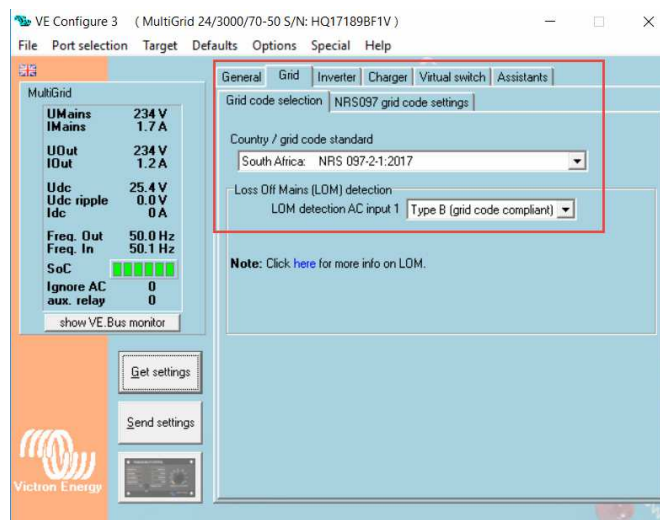 VE Configure 3 ( MultiGrid 24/3000/70-50 S/N: HQ17189BF1V )
File Port selection Target Defaults Options Special Help
General Grid Inverter Charger Virtual switch Assistants
Grid code selection NRS097 grid code settings
MultiGrid
UMains 234 V
IMains 1.7 A
UOut 234 V
IOut 1.2 A
Udc 25.4 V
Udc ripple 0.0 V
Idc 0 A
Freq. Out 50.0 Hz
Freq. In 50.1 Hz
SoC
Ignore AC 0
aux. relay 0
show VE.Bus monitor
Get settings
Send settings
victron energy
Country / grid code standard
South Africa: NRS 097-2-1:2017
Loss Off Mains (LOM) detection
LOM detection AC input 1 Type B (grid code compliant)
Note: Click here for more info on LOM.